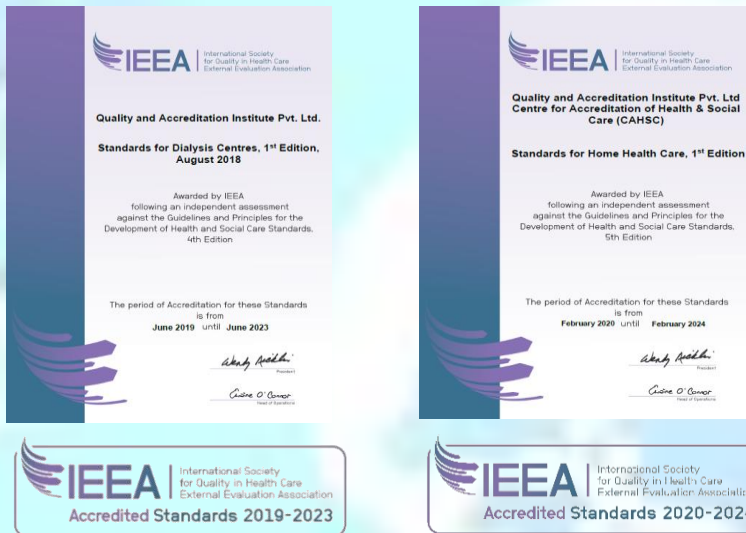 IEEA
International Society
for Quality in Health Care
External Evaluation Association
Quality and Accreditation Institute Pvt. Ltd.
Standards for Dialysis Centres, 1st Edition,
August 2018
Awarded by IEEA
following an independent assessment
against the Guidelines and Principles for the
Development of Health and Social Care Standards,
4th Edition
The period of Accreditation for these Standards
is from
June 2019 until June 2023
President
Head of Operations
IEEA
International Society
for Quality in Health Care
External Evaluation Association
Accredited Standards 2019-2023
IEEA
International Society
for Quality in Health Care
External Evaluation Association
Quality and Accreditation Institute Pvt. Ltd
Centre for Accreditation of Health & Social
Care (CAHSC)
Standards for Home Health Care, 1st Edition
Awarded by IEEA
following an independent assessment
against the Guidelines and Principles for the
Development of Health and Social Care Standards,
5th Edition
The period of Accreditation for these Standards
is from
February 2020 until February 2024
President
Head of Operations
IEEA
International Society
for Quality in Health Care
External Evaluation
Accredited Standards